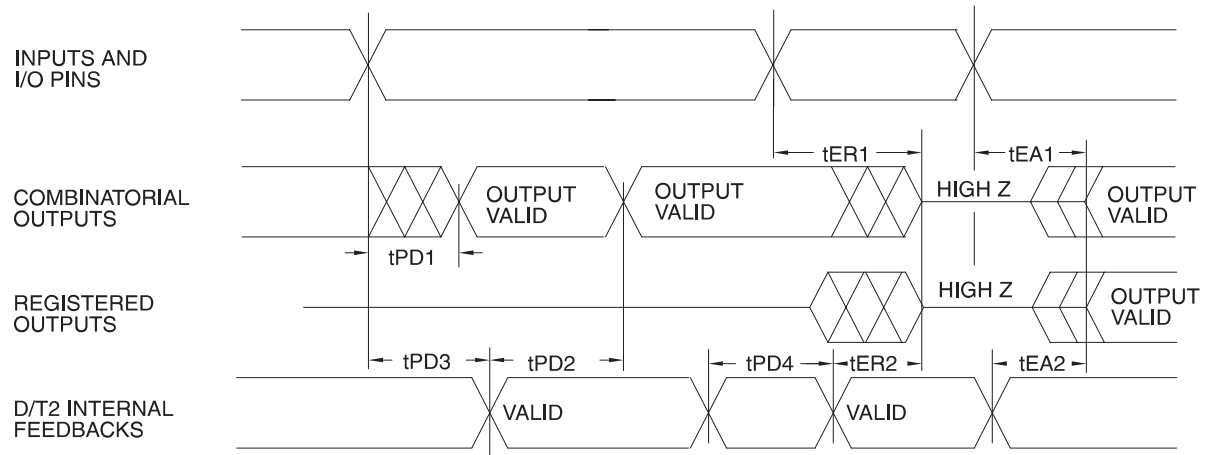 INPUTS AND
I/O PINS
tER1
tEA1
COMBINATORIAL
OUTPUTS
OUTPUT
VALID
OUTPUT
VALID
HIGH Z
OUTPUT
VALID
tPD1
REGISTERED
OUTPUTS
HIGH Z
OUTPUT
VALID
tPD3
tPD2
tPD4
tER2
tEA2
D/T2 INTERNAL
FEEDBACKS
VALID
VALID